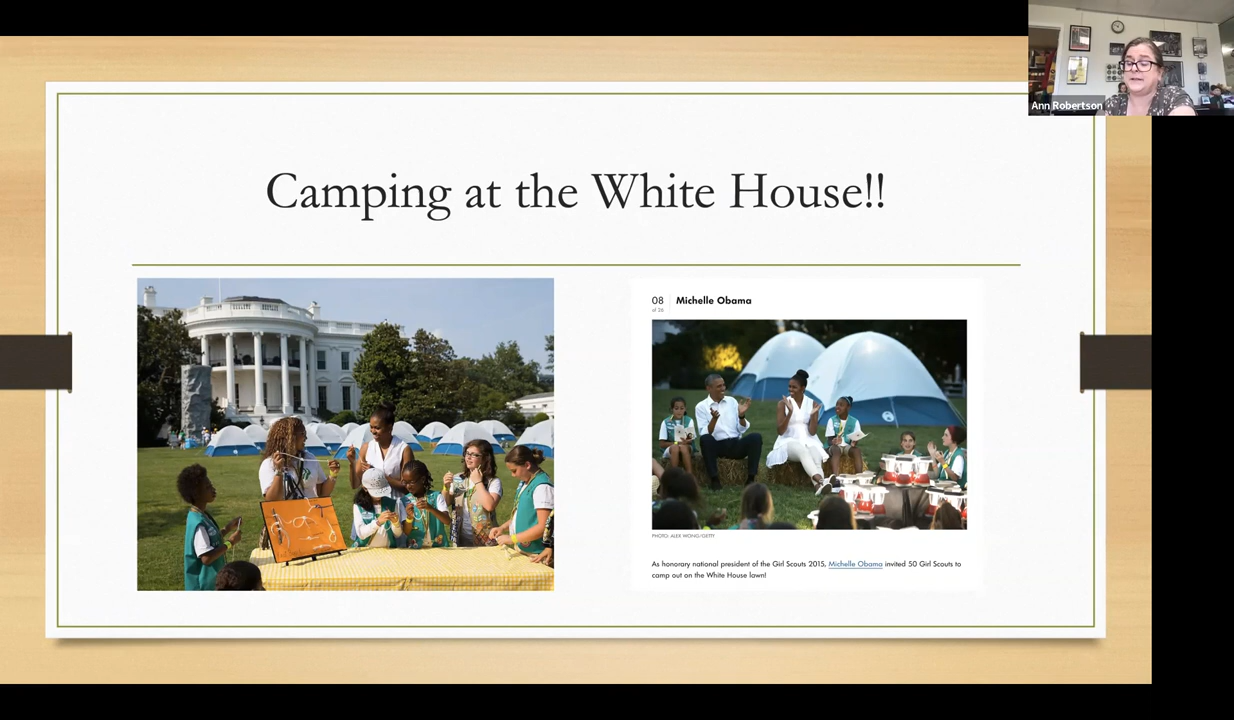 Ann Robertson
Camping at the White House!!
08
of 26
Michelle Obama
PHOTO: ALEX WONG/GETTY
As honorary national president of the Girl Scouts 2015, Michelle Obama invited 50 Girl Scouts to
camp out on the White House lawn!